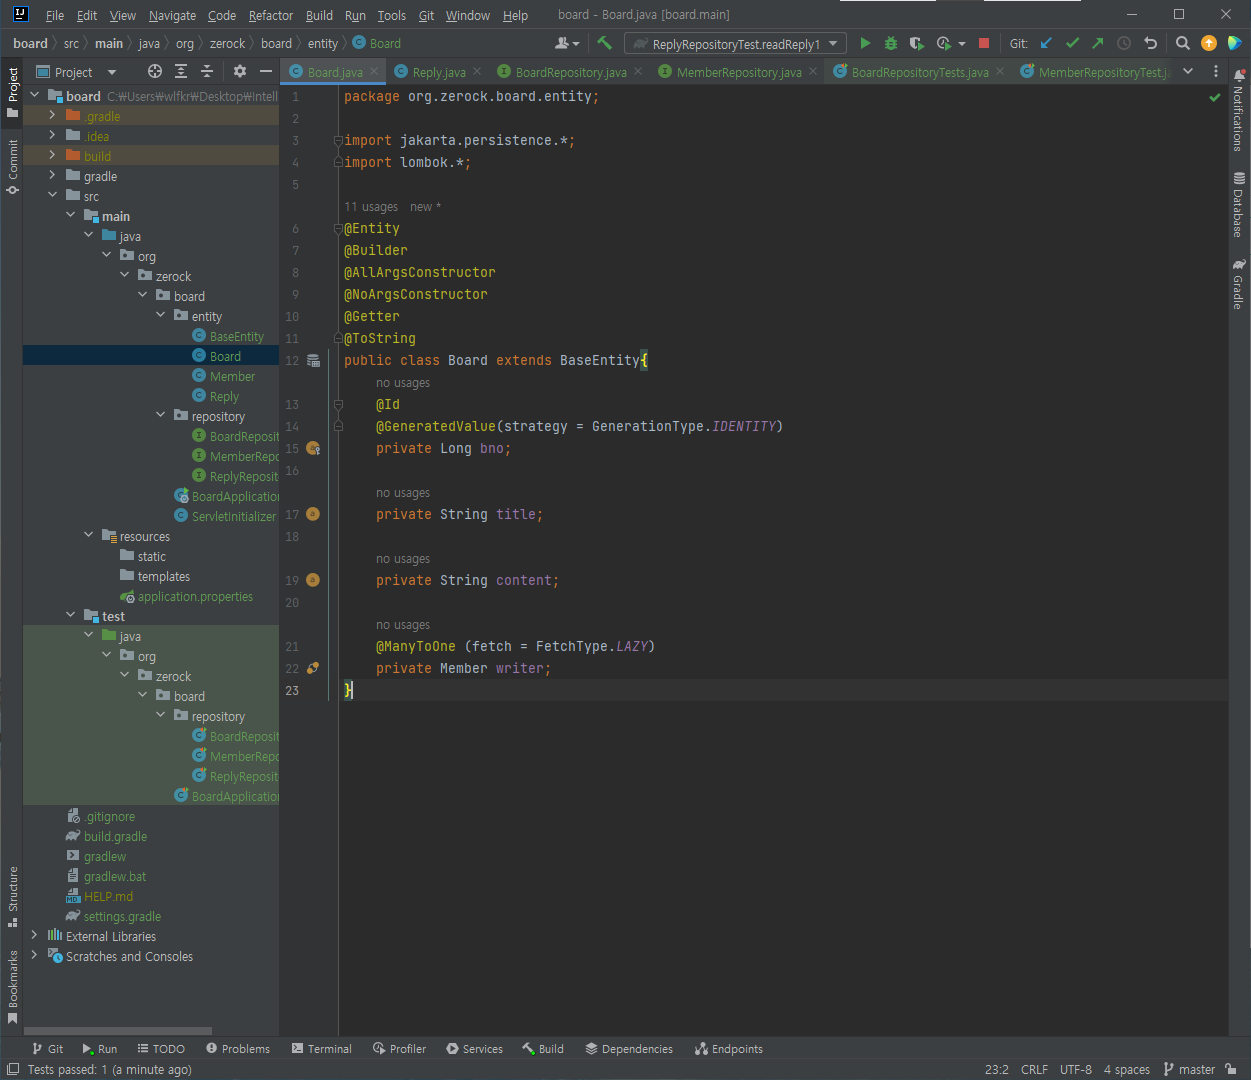 File Edit View Navigate Code Refactor Build Run Tools Git Window Help board - Board.java [board.main]
board src main java org zerock board entity Board ReplyRepositoryTest.readReply1 Git:
Project Board.java Reply.java BoardRepository.java MemberRepository.java BoardRepositoryTests.java MemberRepositoryTest.j
Project
Commit
Structure
Bookmarks
board C:₩Users₩wlfkr₩Desktop₩Intell
.gradle
.idea
build
gradle
src
main
java
org
zerock
board
entity
BaseEntity
Board
Member
Reply
repository
BoardReposit
MemberRepo
ReplyReposit
BoardApplication
ServletInitializer
resources
static
templates
application.properties
test
java
org
zerock
board
repository
BoardReposit
MemberRepo
ReplyReposit
BoardApplication
.gitignore
build.gradle
gradlew
gradlew.bat
HELP.md
settings.gradle
External Libraries
Scratches and Consoles
1 package org.zerock.board.entity;
2
3 import jakarta.persistence.*;
4 import lombok.*;
5
11 usages new *
6 @Entity
7 @Builder
8 @AllArgsConstructor
9 @NoArgsConstructor
10 @Getter
11 @ToString
12 public class Board extends BaseEntity{
no usages
13 @Id
14 @GeneratedValue(strategy = GenerationType.IDENTITY)
15 private Long bno;
16
no usages
17 private String title;
18
no usages
19 private String content;
20
no usages
21 @ManyToOne (fetch = FetchType.LAZY)
22 private Member writer;
23 }
Notifications
Database
Gradle
Git Run TODO Problems Terminal Profiler Services Build Dependencies Endpoints
Tests passed: 1 (a minute ago) 23:2 CRLF UTF-8 4 spaces master